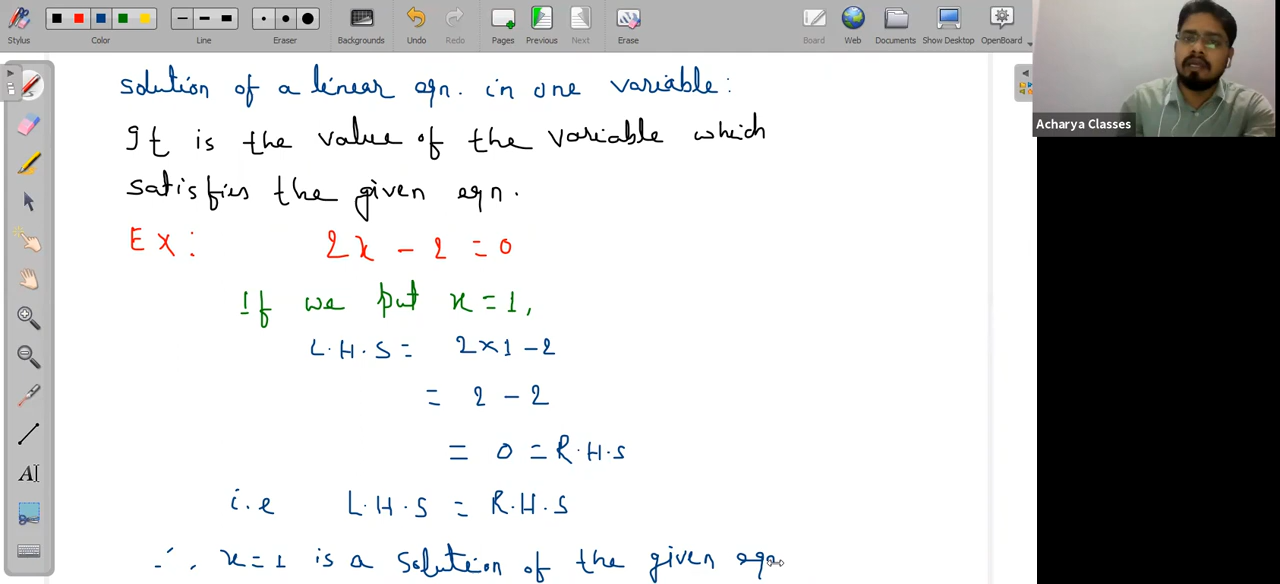 Stylus
Color
Line
Eraser
Backgrounds
Undo
Redo
Pages
Previous
Next
Erase
Board
Web
Documents
Show Desktop
OpenBoard
Acharya Classes
Solution of a linear eqn. in one variable:
It is the value of the variable which
satisfies the given eqn.
Ex: 2x - 2 = 0
If we put x = 1,
L.H.S = 2×1 - 2
= 2 - 2
= 0 = R.H.S
i.e L.H.S = R.H.S
∴ x = 1 is a solution of the given eqn
AI